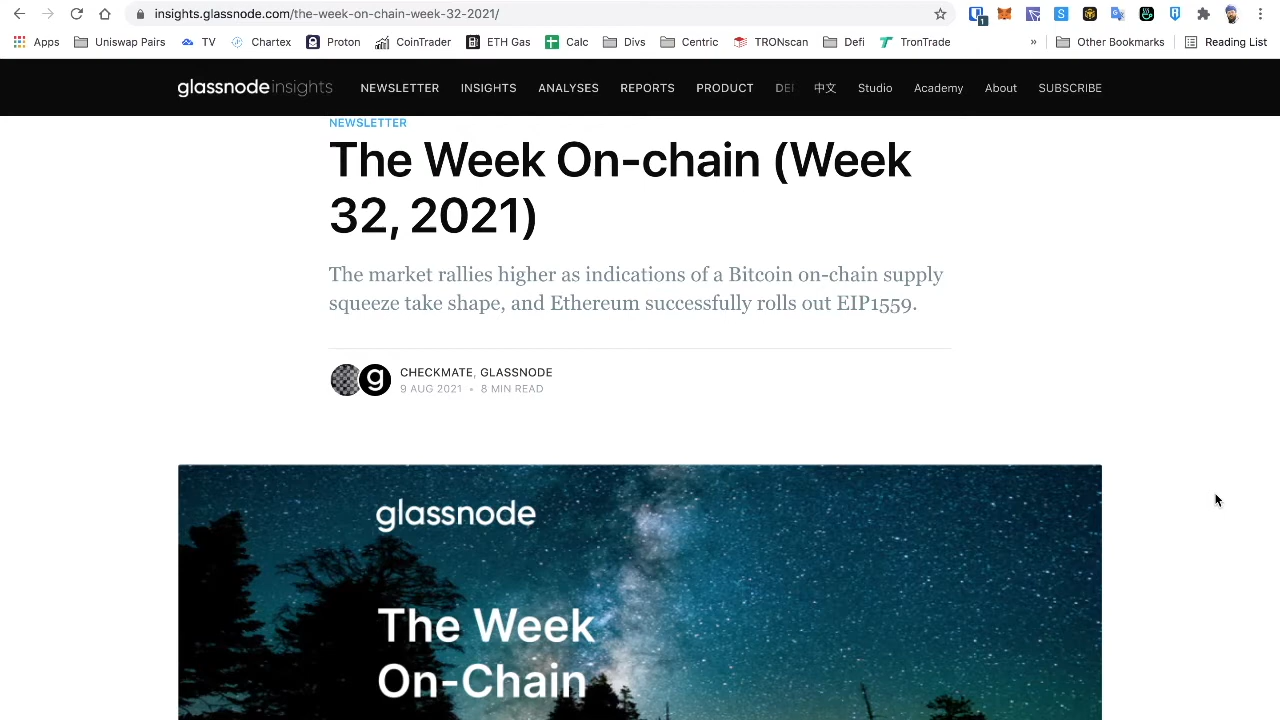 insights.glassnode.com/the-week-on-chain-week-32-2021/
1
Apps Uniswap Pairs TV Chartex Proton CoinTrader ETH Gas Calc Divs Centric TRONscan Defi TronTrade » Other Bookmarks Reading List
glassnodeinsights NEWSLETTER INSIGHTS ANALYSES REPORTS PRODUCT 中文 Studio Academy About SUBSCRIBE
NEWSLETTER
The Week On-chain (Week
32, 2021)
The market rallies higher as indications of a Bitcoin on-chain supply
squeeze take shape, and Ethereum successfully rolls out EIP1559.
g
CHECKMATE, GLASSNODE
9 AUG 2021 • 8 MIN READ
glassnode
The Week
On-Chain